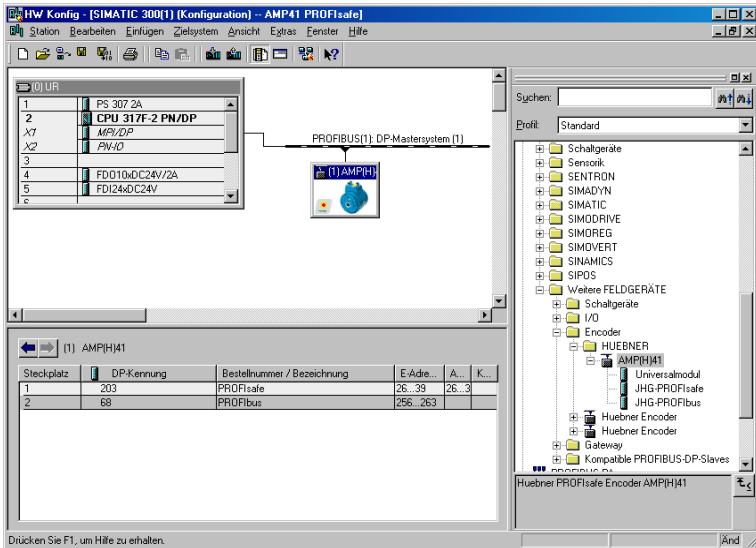 HW Konfig - [SIMATIC 300(1) (Konfiguration) -- AMP41 PROFIsafe]
Station Bearbeiten Einfügen Zielsystem Ansicht Extras Fenster Hilfe
(0) UR
1 PS 307 2A
2 CPU 317F-2 PN/DP
X1 MPI/DP
X2 PN-IO
3
4 FDO10xDC24V/2A
5 FDI24xDC24V
6
PROFIBUS(1): DP-Mastersystem (1)
(1) AMP(H)
(1) AMP(H)41
Steckplatz DP-Kennung Bestellnummer / Bezeichnung E-Adre... A... K...
1 203 PROFIsafe 26...39 26...3
2 68 PROFIbus 256...263
Suchen:
Profil: Standard
Schaltgeräte
Sensorik
SENTRON
SIMADYN
SIMATIC
SIMODRIVE
SIMOREG
SIMOVERT
SINAMICS
SIPOS
Weitere FELDGERÄTE
Schaltgeräte
I/O
Encoder
HUEBNER
AMP(H)41
Universalmodul
JHG-PROFIsafe
JHG-PROFIbus
Huebner Encoder
Huebner Encoder
Gateway
Kompatible PROFIBUS-DP-Slaves
PROFIBUS-PA
Huebner PROFIsafe Encoder AMP(H)41
Drücken Sie F1, um Hilfe zu erhalten.
Änd